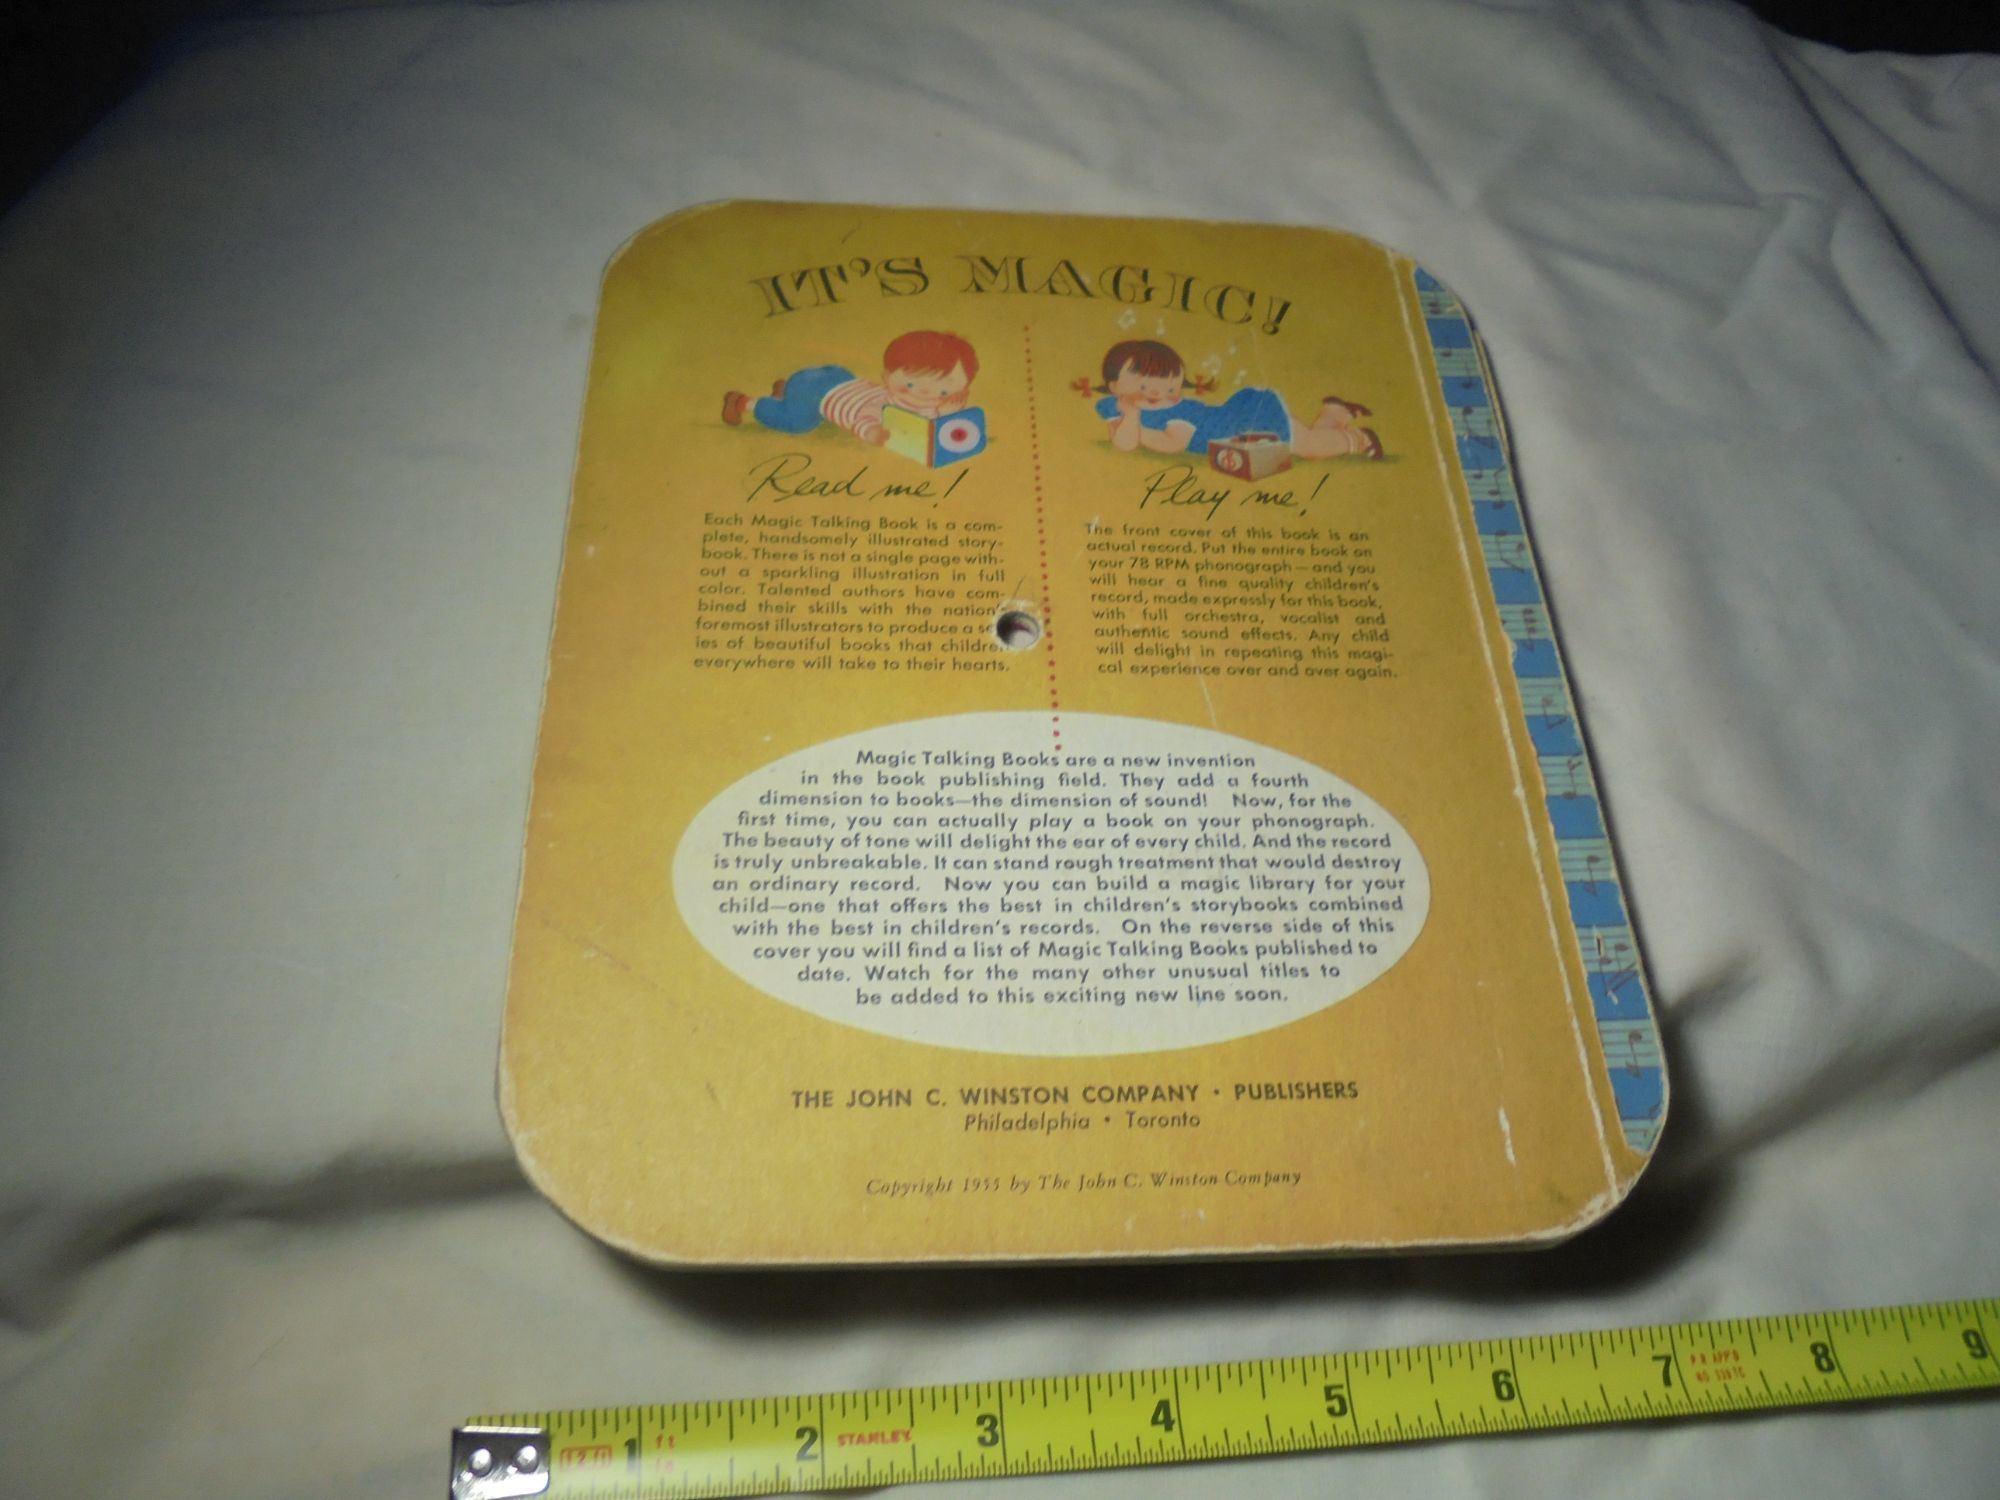 IT'S MAGIC!
Read me!
Each Magic Talking Book is a com-
plete, handsomely illustrated story-
book. There is not a single page with-
out a sparkling illustration in full
color. Talented authors have com-
bined their skills with the nation's
foremost illustrators to produce a se
ies of beautiful books that children
everywhere will take to their hearts.
Play me!
The front cover of this book is an
actual record. Put the entire book on
your 78 RPM phonograph—and you
will hear a fine quality children's
record, made expressly for this book,
with full orchestra, vocalist and
authentic sound effects. Any child
will delight in repeating this magi-
cal experience over and over again.
Magic Talking Books are a new invention
in the book publishing field. They add a fourth
dimension to books—the dimension of sound! Now, for the
first time, you can actually play a book on your phonograph.
The beauty of tone will delight the ear of every child. And the record
is truly unbreakable. It can stand rough treatment that would destroy
an ordinary record. Now you can build a magic library for your
child—one that offers the best in children's storybooks combined
with the best in children's records. On the reverse side of this
cover you will find a list of Magic Talking Books published to
date. Watch for the many other unusual titles to
be added to this exciting new line soon.
THE JOHN C. WINSTON COMPANY • PUBLISHERS
Philadelphia • Toronto
Copyright 1955 by The John C. Winston Company
12 ft 1 2 STANLEY 3 4 5 6 7 8 9